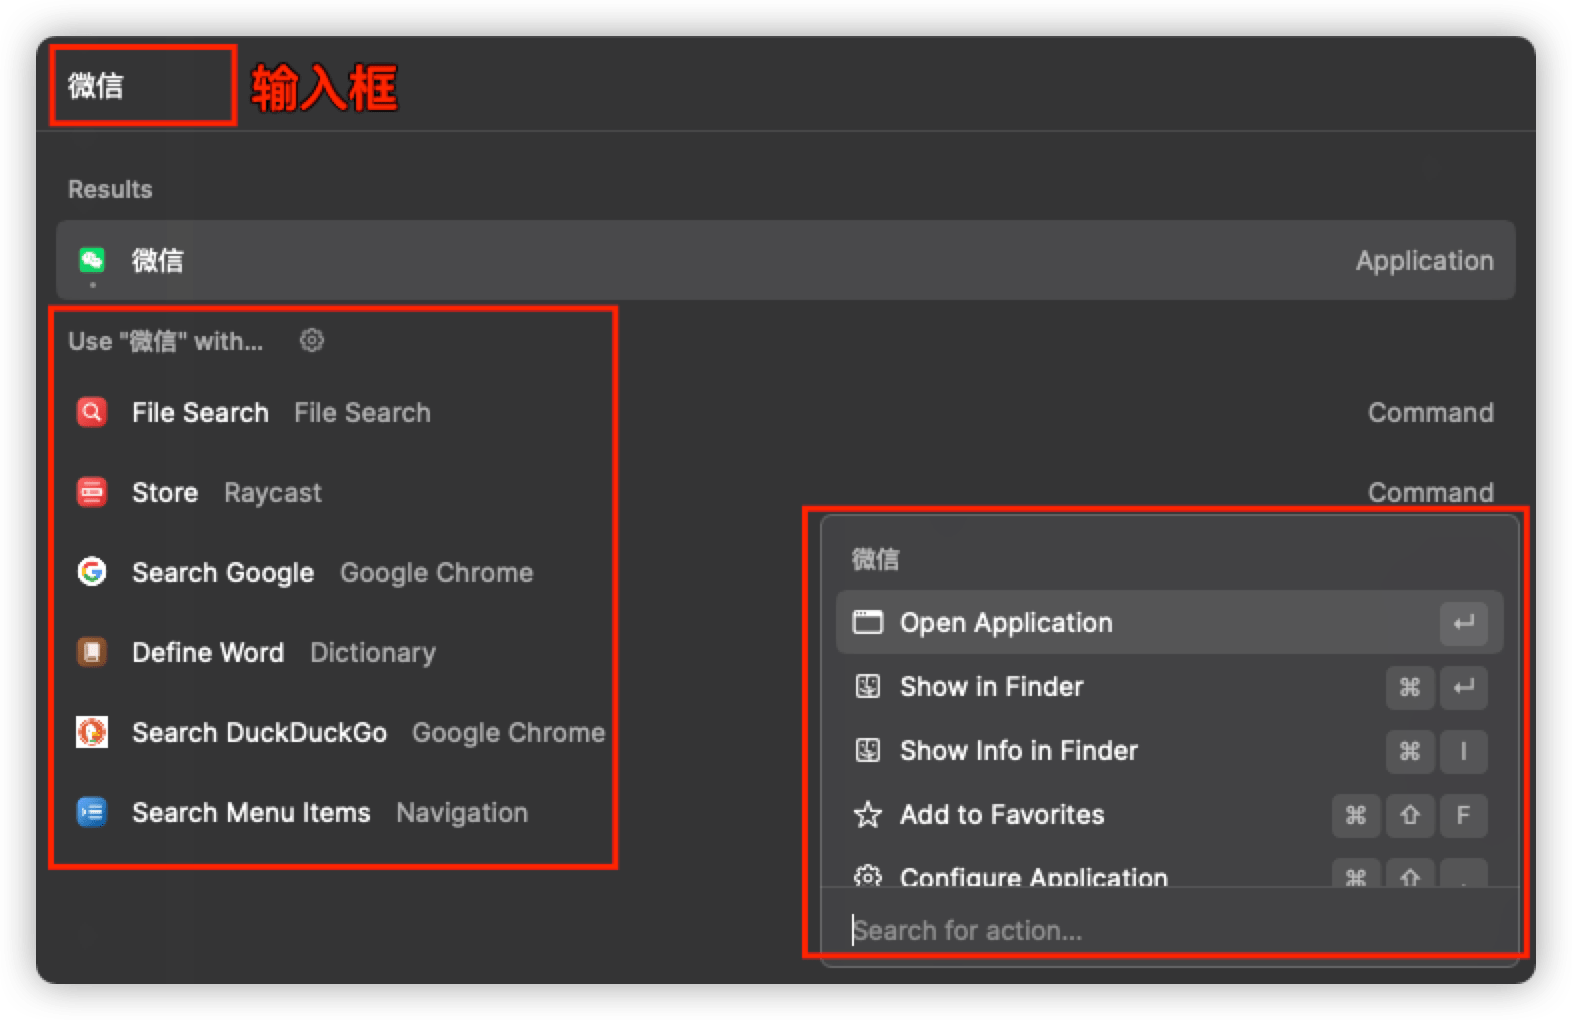 微信 输入框
Results
微信 Application
Use "微信" with...
File Search File Search Command
Store Raycast Command
Search Google Google Chrome
Define Word Dictionary
Search DuckDuckGo Google Chrome
Search Menu Items Navigation
微信
Open Application ↵
Show in Finder ⌘ ↵
Show Info in Finder ⌘ I
Add to Favorites ⌘ ⇧ F
Configure Application ⌘ ⇧ .
Search for action...